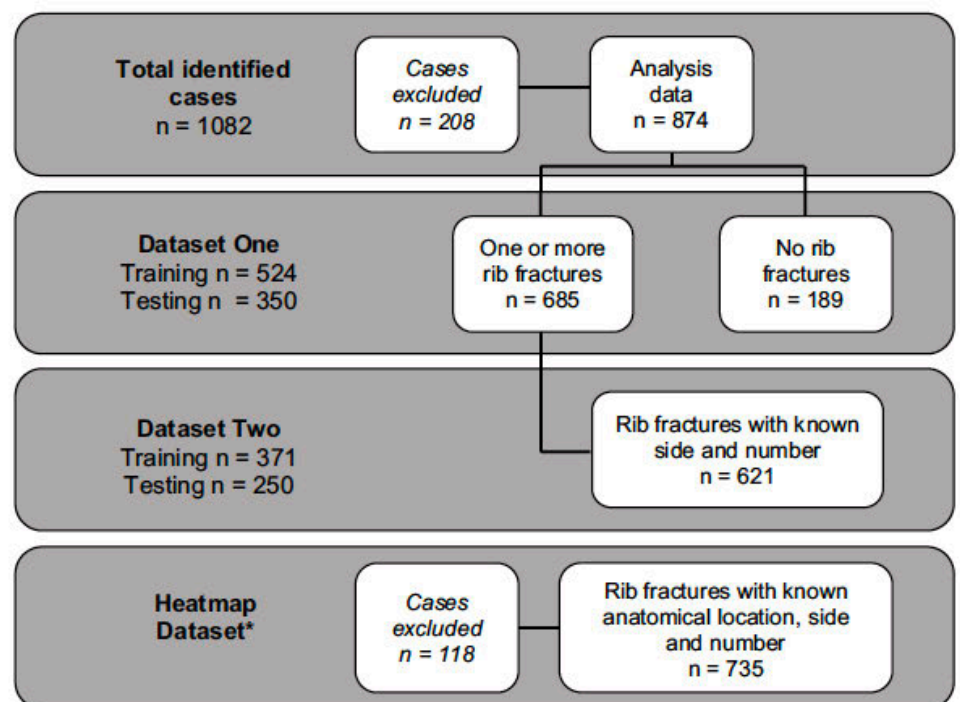 Total identified
cases
n = 1082
Cases
excluded
n = 208
Analysis
data
n = 874
Dataset One
Training n = 524
Testing n  = 350
One or more
rib fractures
n = 685
No rib
fractures
n = 189
Dataset Two
Training n = 371
Testing n = 250
Rib fractures with known
side and number
n = 621
Heatmap
Dataset*
Cases
excluded
n = 118
Rib fractures with known
anatomical location, side
and number
n = 735